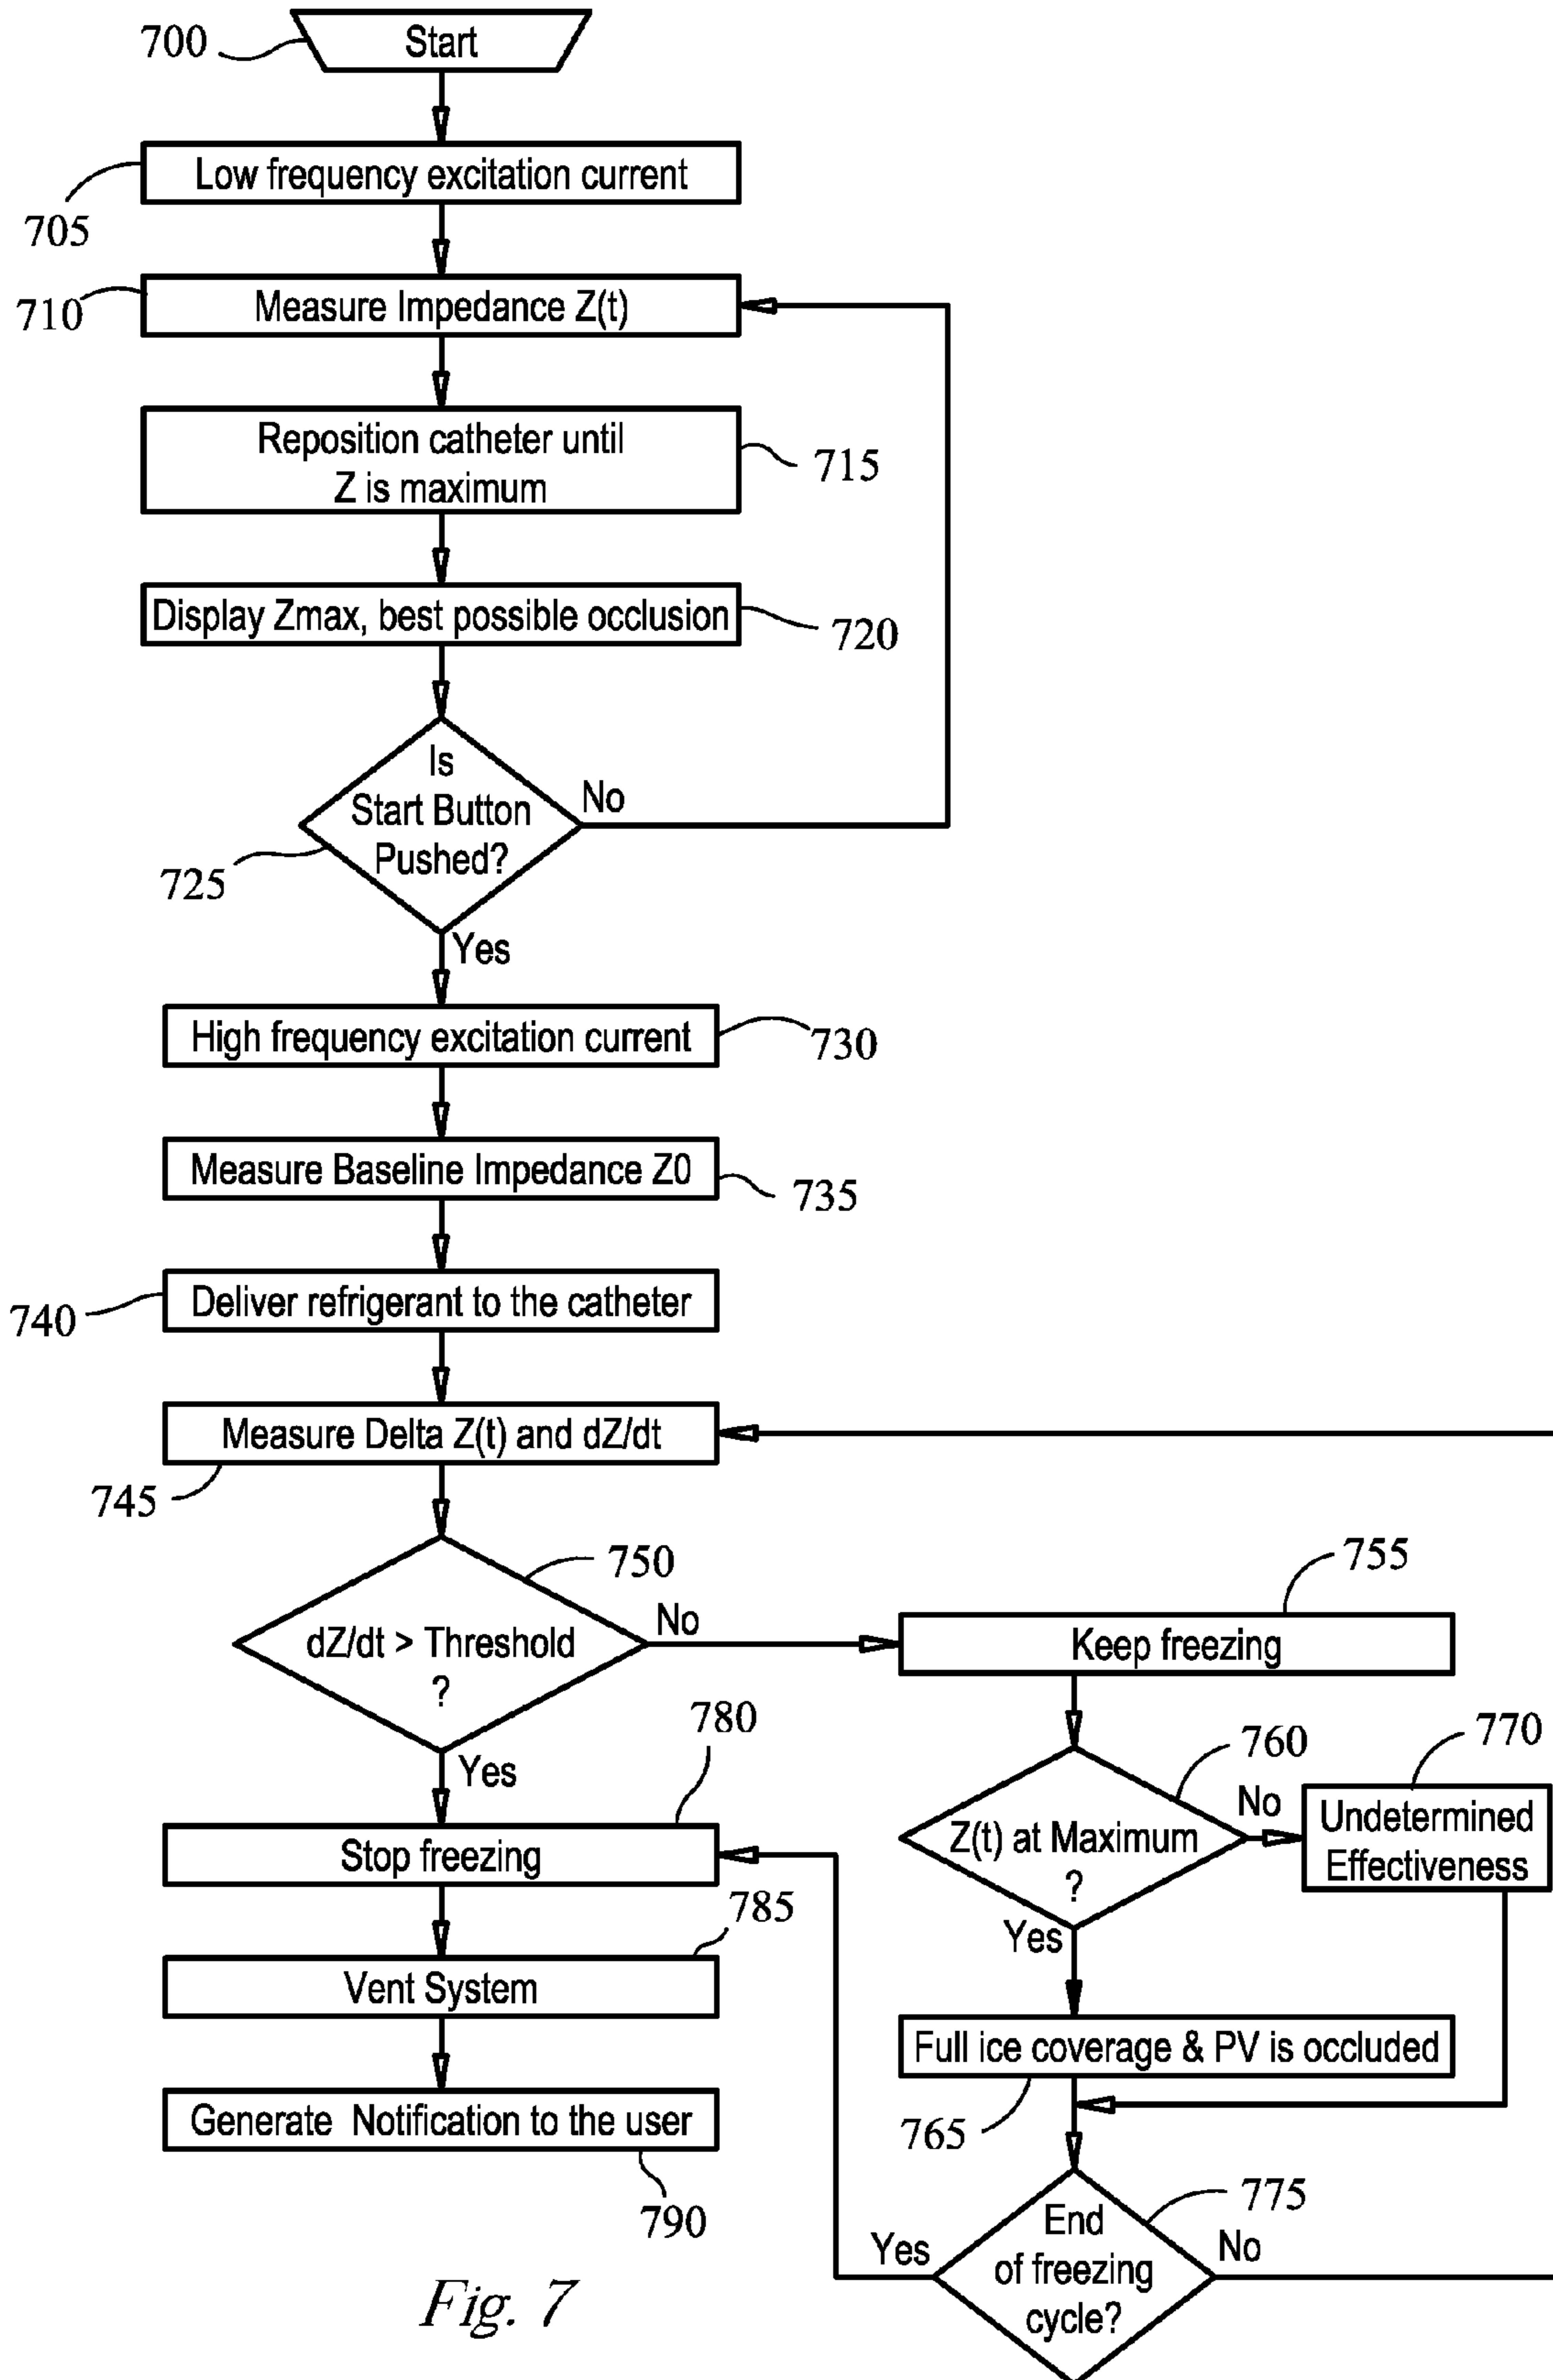 700
Start
Low frequency excitation current
705
Measure Impedance Z(t)
710
Reposition catheter until
Z is maximum
715
Display Zmax, best possible occlusion
720
Is
Start Button
Pushed?
No
725
Yes
High frequency excitation current
730
Measure Baseline Impedance Z0
735
Deliver refrigerant to the catheter
740
Measure Delta Z(t) and dZ/dt
745
750
dZ/dt > Threshold
?
No
Yes
755
Keep freezing
760
Z(t) at Maximum
?
No
Yes
770
Undetermined
Effectiveness
780
Stop freezing
785
Vent System
Full ice coverage & PV is occluded
765
Generate Notification to the user
790
775
End
of freezing
cycle?
Yes
No
Fig. 7